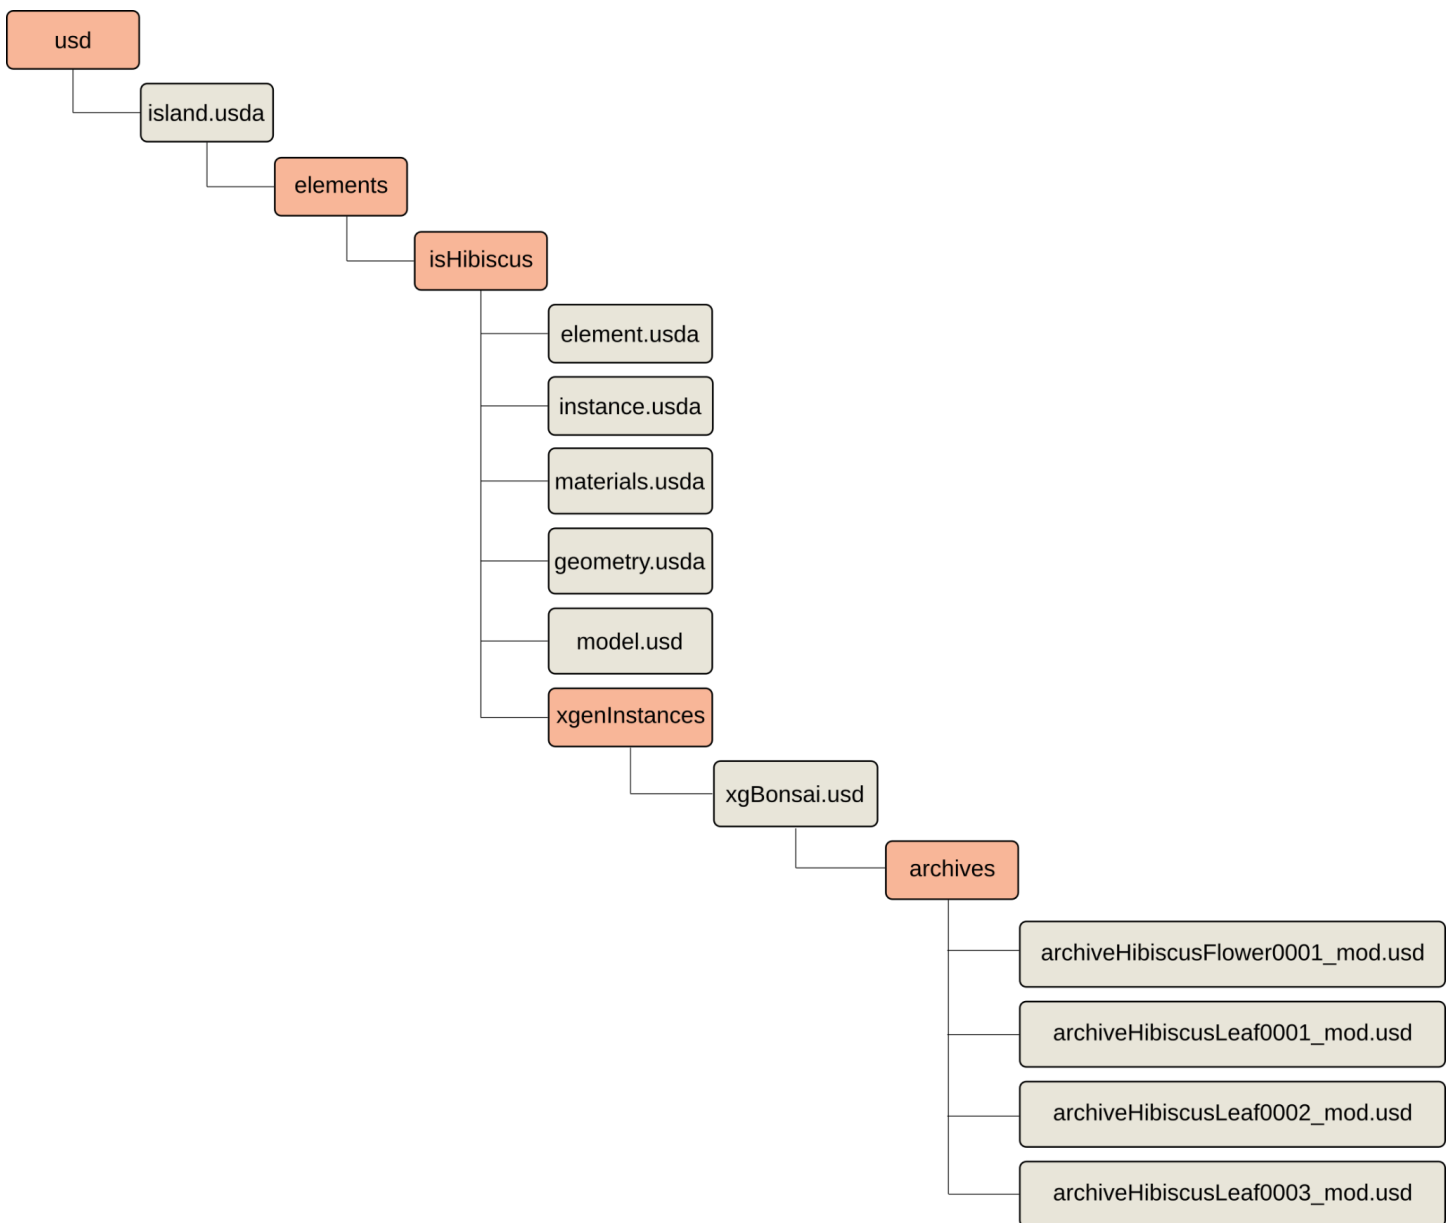 usd
island.usda
elements
isHibiscus
element.usda
instance.usda
materials.usda
geometry.usda
model.usd
xgenInstances
xgBonsai.usd
archives
archiveHibiscusFlower0001_mod.usd
archiveHibiscusLeaf0001_mod.usd
archiveHibiscusLeaf0002_mod.usd
archiveHibiscusLeaf0003_mod.usd